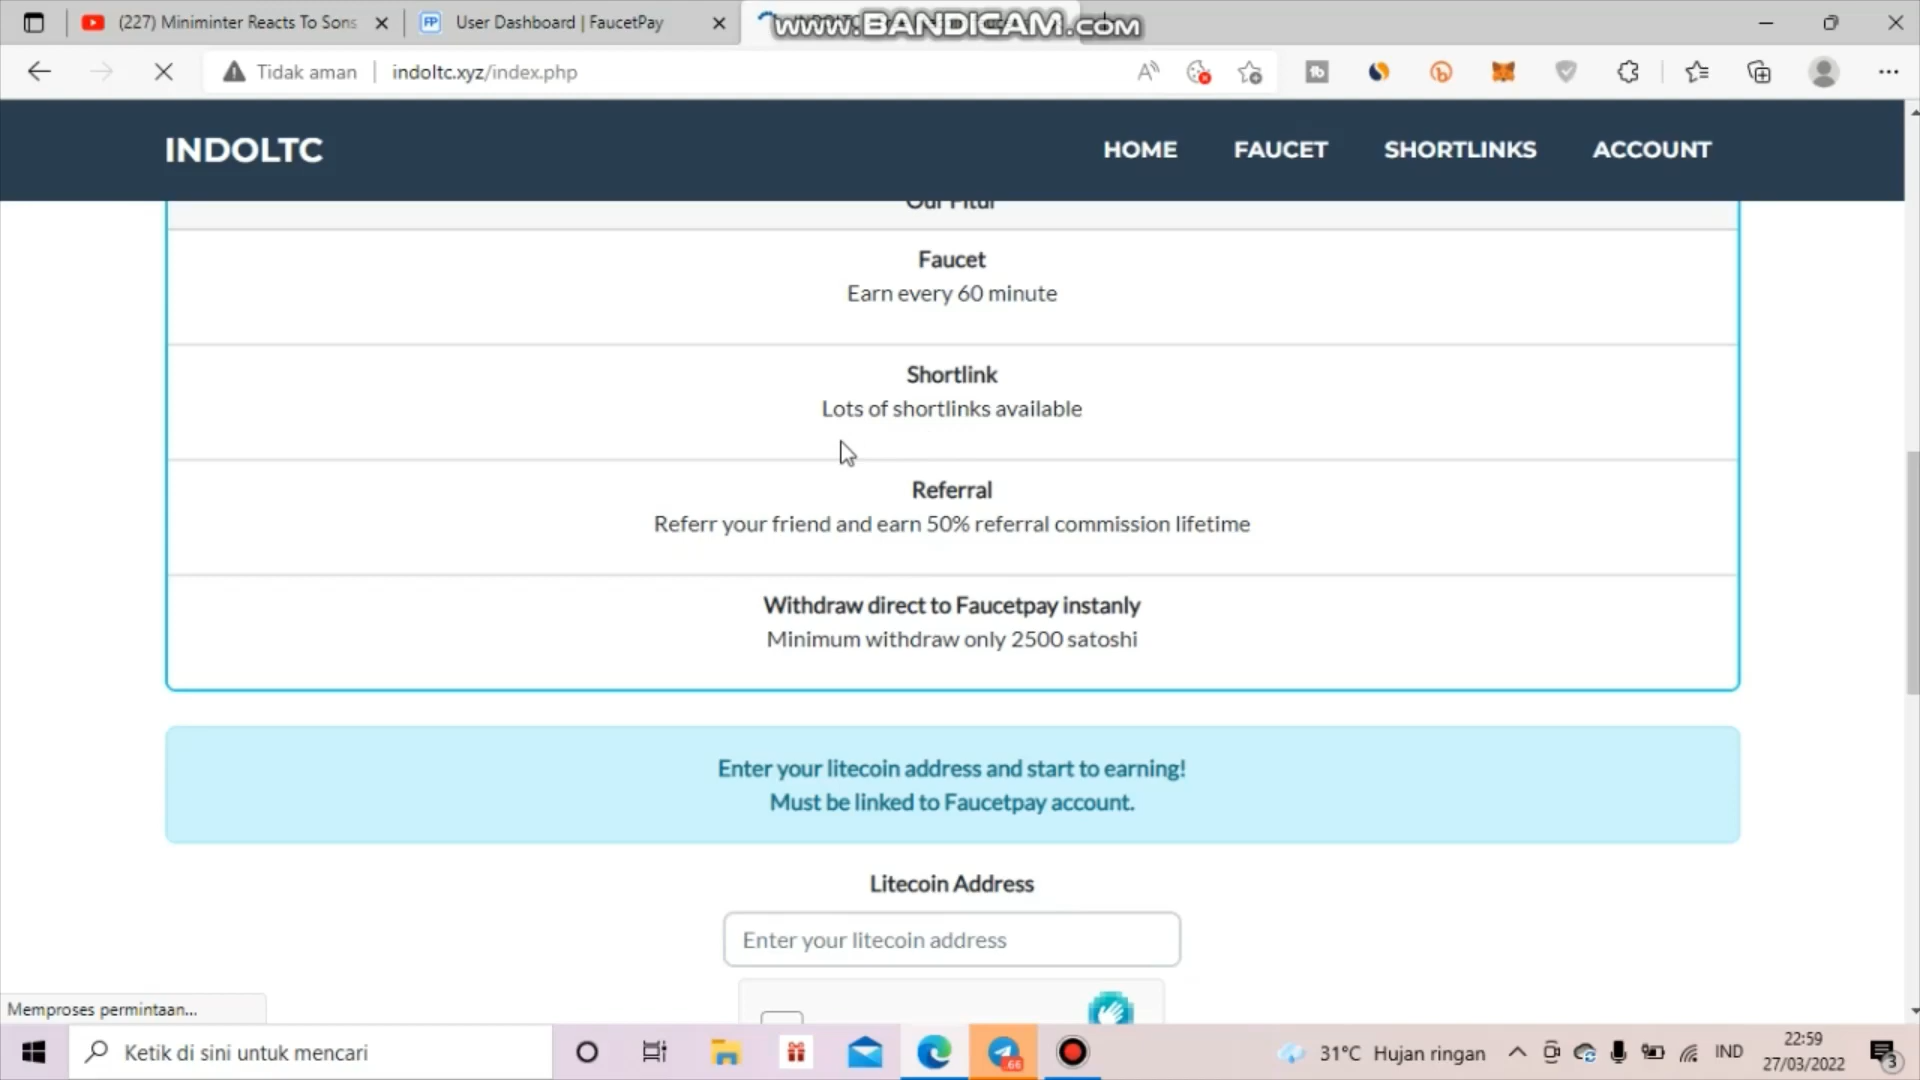 (227) Miniminter Reacts To Sons
User Dashboard | FaucetPay
www.BANDICAM.com
Tidak aman
indoltc.xyz/index.php
INDOLTC
HOME
FAUCET
SHORTLINKS
ACCOUNT
Our Fitur
Faucet
Earn every 60 minute
Shortlink
Lots of shortlinks available
Referral
Referr your friend and earn 50% referral commission lifetime
Withdraw direct to Faucetpay instanly
Minimum withdraw only 2500 satoshi
Enter your litecoin address and start to earning!
Must be linked to Faucetpay account.
Litecoin Address
Enter your litecoin address
Memproses permintaan...
Ketik di sini untuk mencari
66
31°C Hujan ringan
IND
22:59
27/03/2022
3